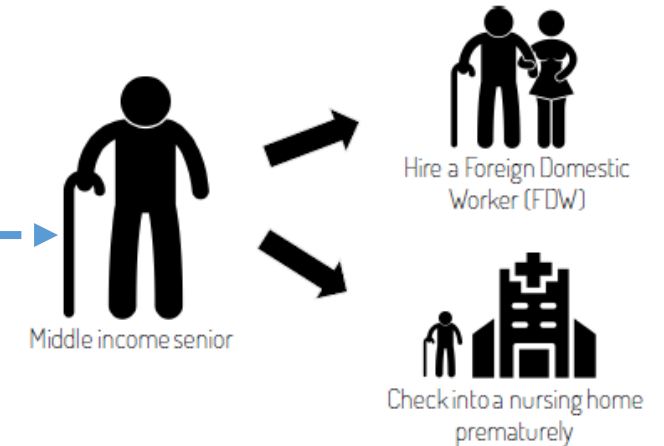 Hire a Foreign Domestic
Worker (FDW)
Middle income senior
Check into a nursing home
prematurely